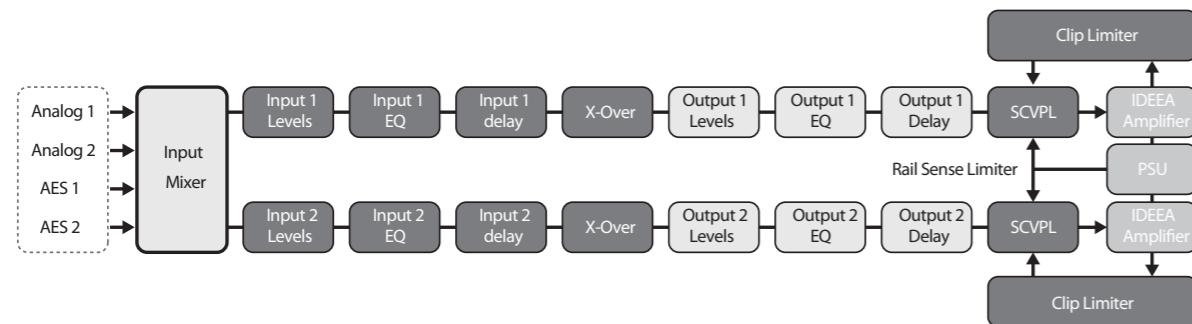 Clip Limiter
Analog 1
Analog 2
AES 1
AES 2
Input
Mixer
Input 1
Levels
Input 1
EQ
Input 1
delay
X-Over
Output 1
Levels
Output 1
EQ
Output 1
Delay
SCVPL
IDEEA
Amplifier
Rail Sense Limiter
PSU
Input 2
Levels
Input 2
EQ
Input 2
delay
X-Over
Output 2
Levels
Output 2
EQ
Output 2
Delay
SCVPL
IDEEA
Amplifier
Clip Limiter